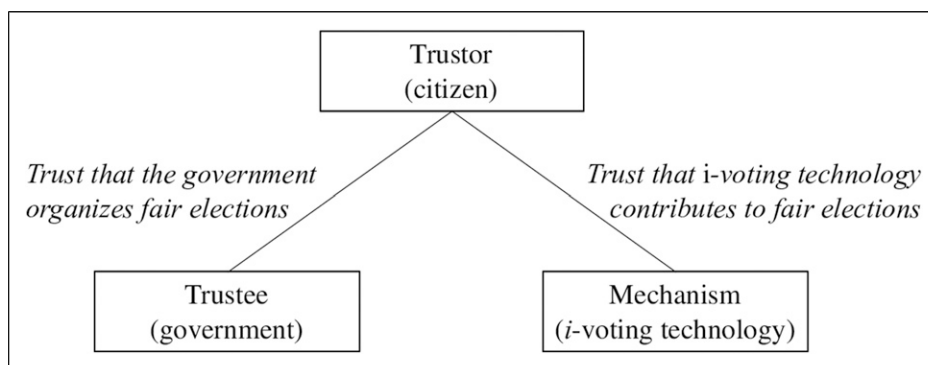 Trustor
(citizen)
Trust that the government
organizes fair elections
Trust that i-voting technology
contributes to fair elections
Trustee
(government)
Mechanism
(i-voting technology)